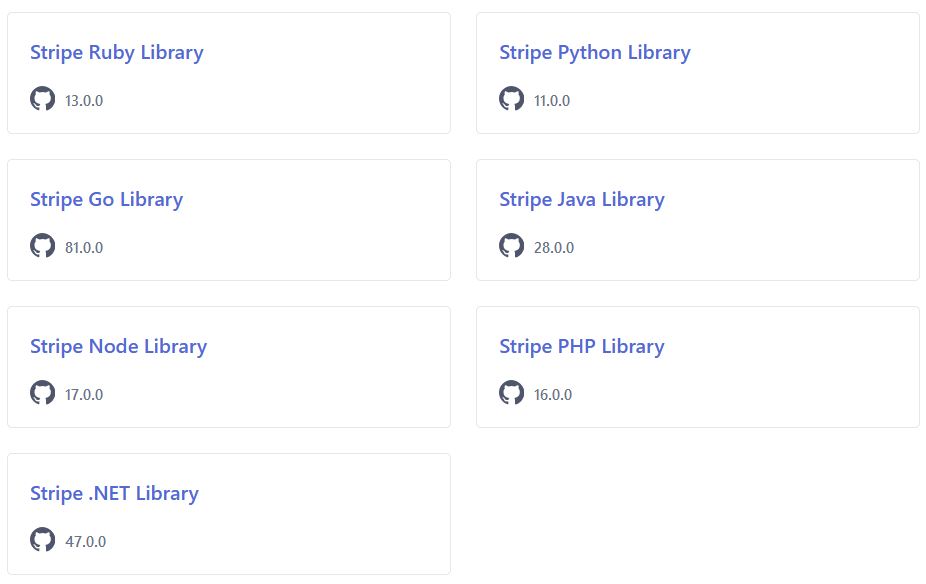 Stripe Ruby Library
13.0.0
Stripe Python Library
11.0.0
Stripe Go Library
81.0.0
Stripe Java Library
28.0.0
Stripe Node Library
17.0.0
Stripe PHP Library
16.0.0
Stripe .NET Library
47.0.0